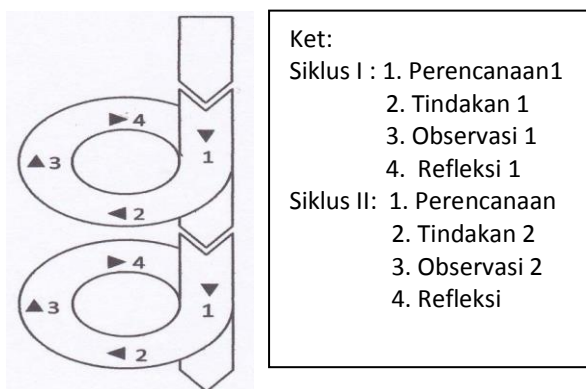 4
3
1
2
4
3
1
2
Ket:
Siklus I : 1. Perencanaan1
2. Tindakan 1
3. Observasi 1
4. Refleksi 1
Siklus II: 1. Perencanaan
2. Tindakan 2
3. Observasi 2
4. Refleksi